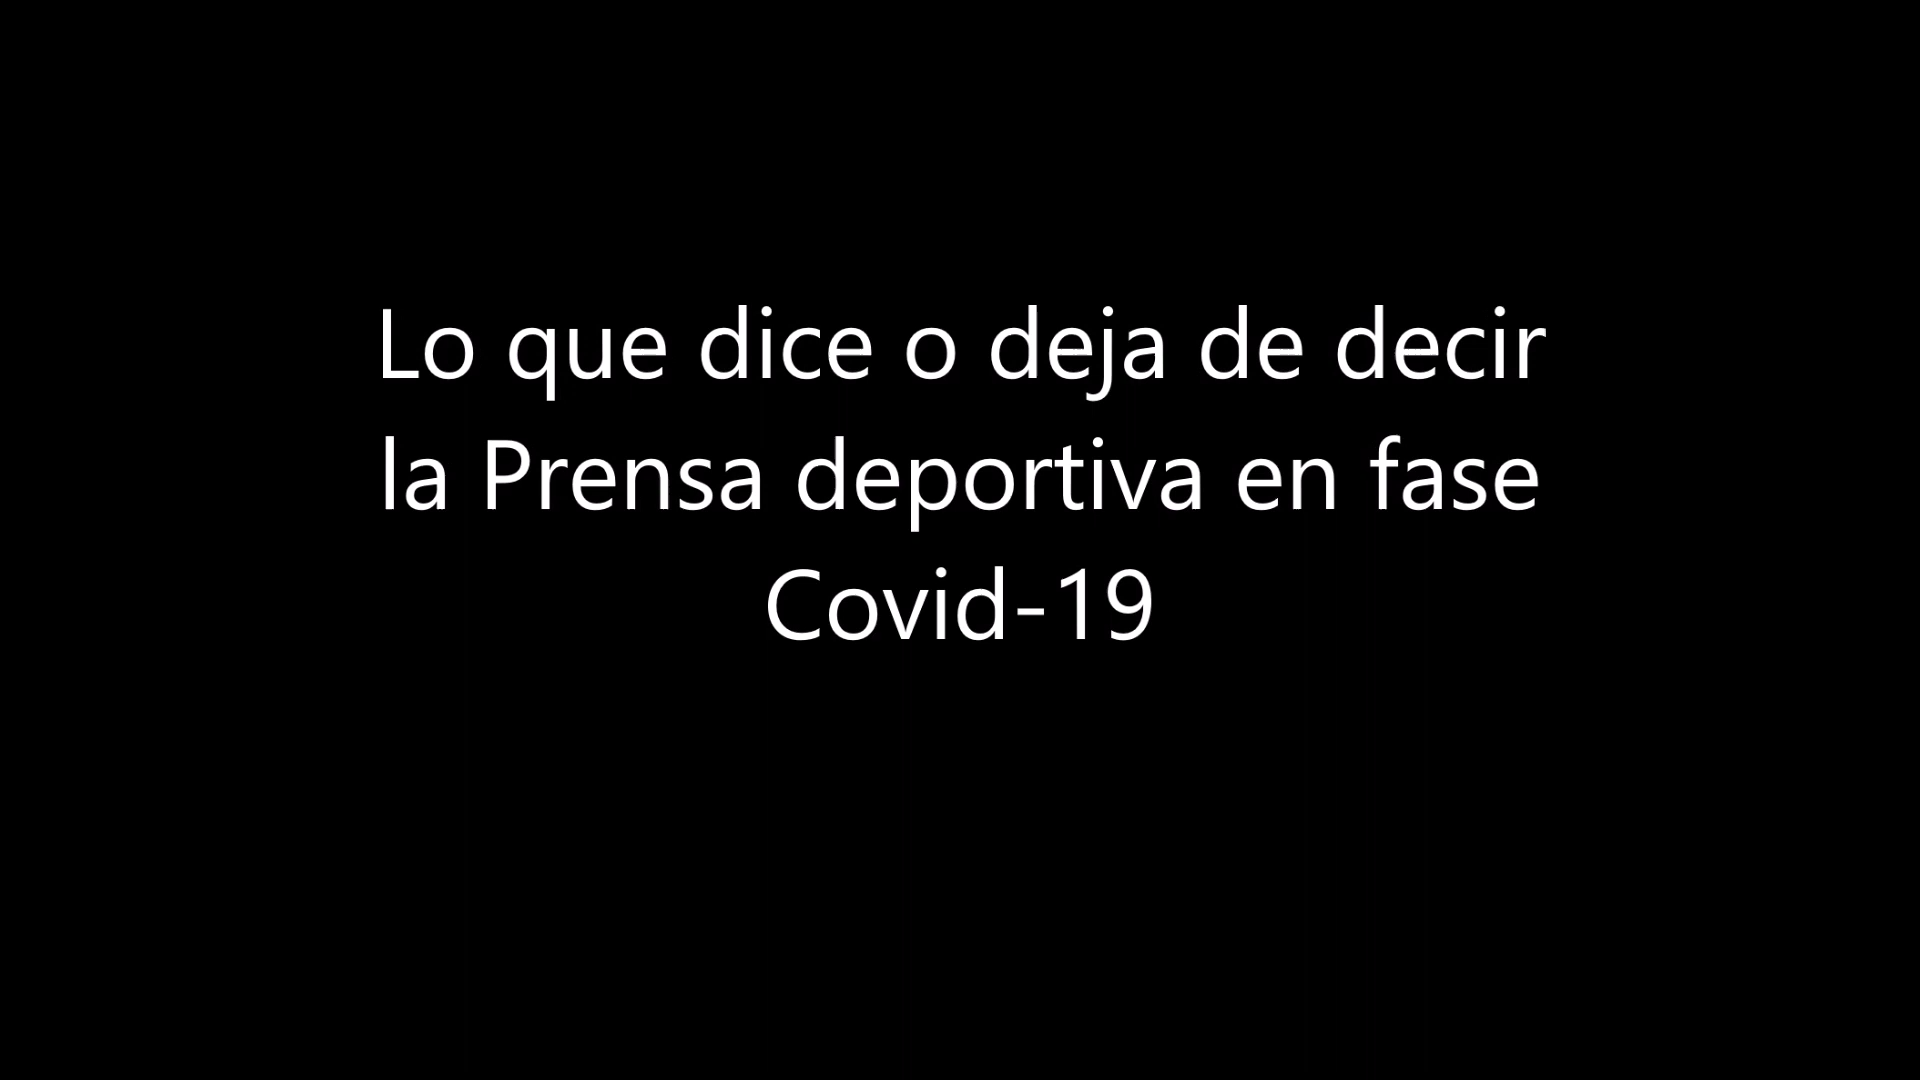 Lo que dice o deja de decir
la Prensa deportiva en fase
Covid-19